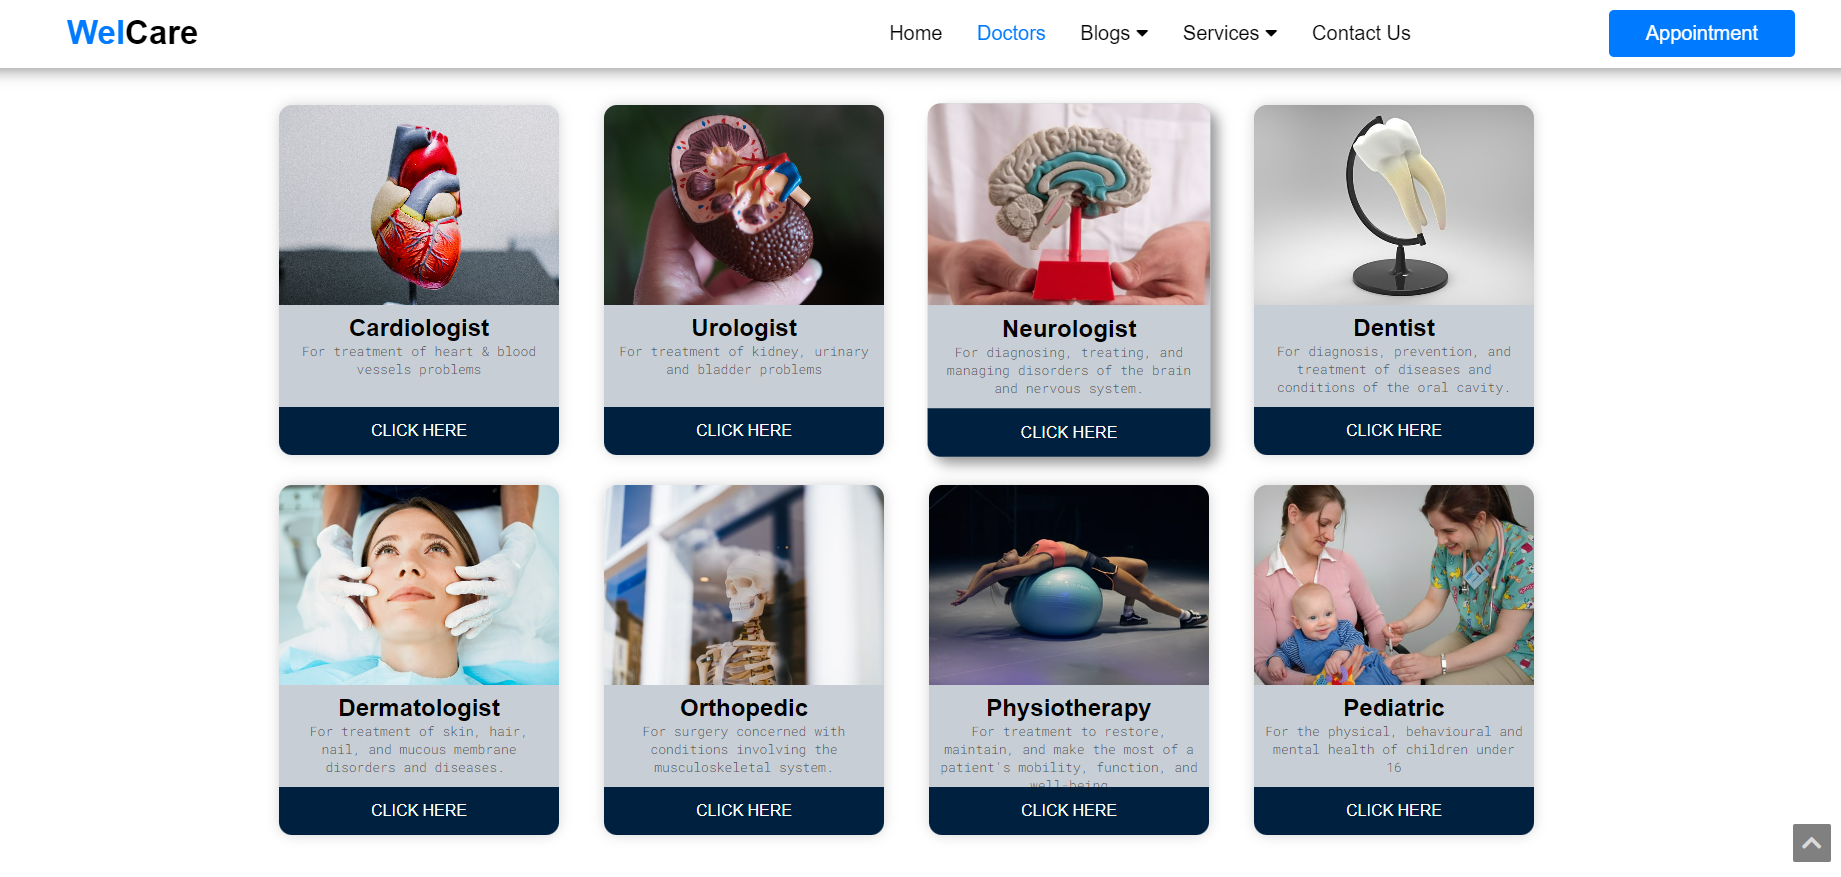 WelCare
Home
Doctors
Blogs
Services
Contact Us
Appointment
Cardiologist
For treatment of heart & blood
vessels problems
CLICK HERE
Urologist
For treatment of kidney, urinary
and bladder problems
CLICK HERE
Neurologist
For diagnosing, treating, and
managing disorders of the brain
and nervous system.
CLICK HERE
Dentist
For diagnosis, prevention, and
treatment of diseases and
conditions of the oral cavity.
CLICK HERE
Dermatologist
For treatment of skin, hair,
nail, and mucous membrane
disorders and diseases.
CLICK HERE
Orthopedic
For surgery concerned with
conditions involving the
musculoskeletal system.
CLICK HERE
Physiotherapy
For treatment to restore,
maintain, and make the most of a
patient's mobility, function, and
well-being
CLICK HERE
Pediatric
For the physical, behavioural and
mental health of children under
16
CLICK HERE